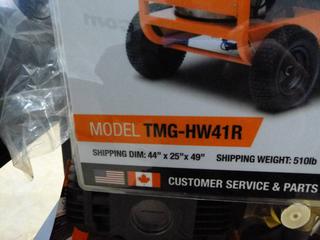 MODEL TMG-HW41R
SHIPPING DIM: 44" x 25"x 49" SHIPPING WEIGHT: 510lb
CUSTOMER SERVICE & PARTS